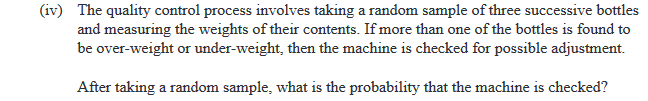 (iv) The quality control process involves taking a random sample of three successive bottles
and measuring the weights of their contents. If more than one of the bottles is found to
be over-weight or under-weight, then the machine is checked for possible adjustment.
After taking a random sample, what is the probability that the machine is checked?